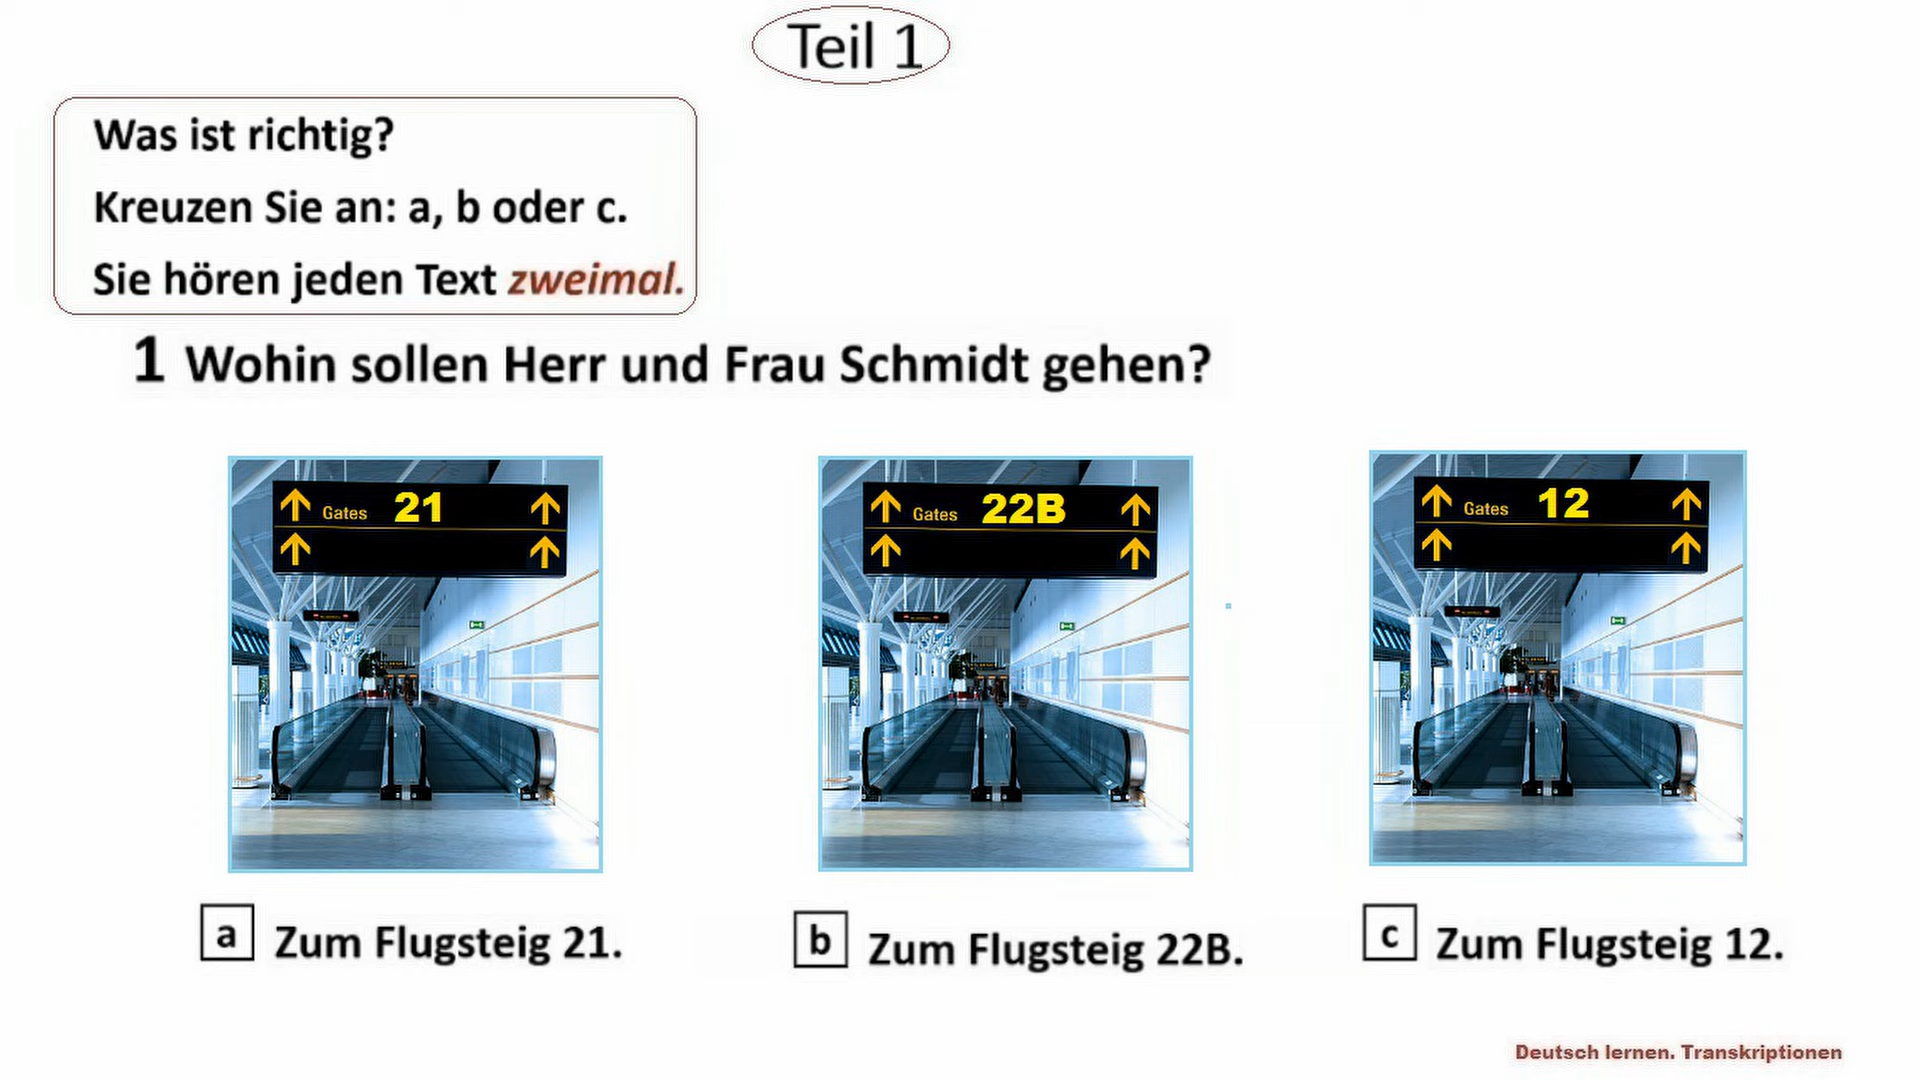 Teil 1
Was ist richtig?
Kreuzen Sie an: a, b oder c.
Sie hören jeden Text zweimal.
1 Wohin sollen Herr und Frau Schmidt gehen?
Gates 21
Gates 22B
Gates 12
a Zum Flugsteig 21.
b Zum Flugsteig 22B.
c Zum Flugsteig 12.
Deutsch lernen. Transkriptionen